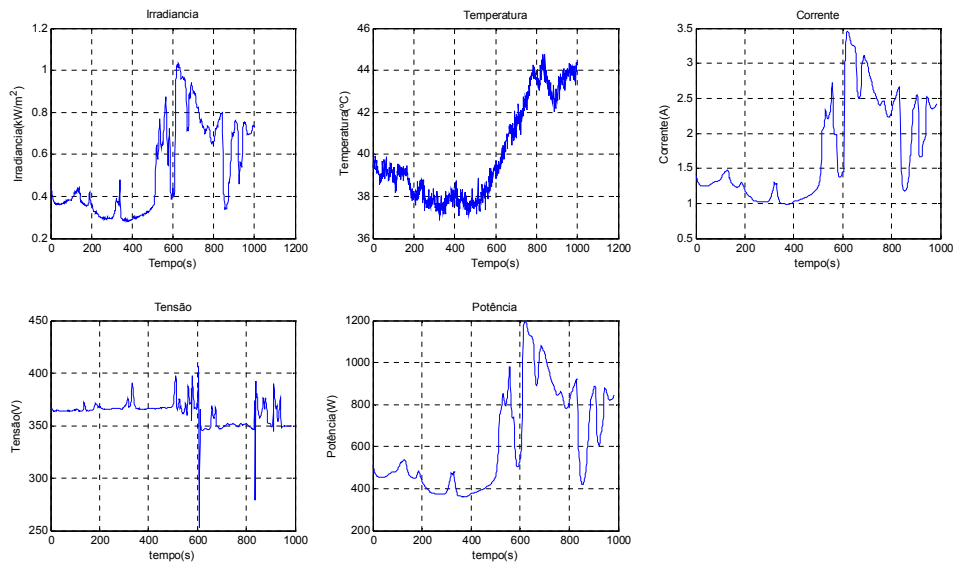 Irradiancia
Irradiancia(kW/m2)
1.2
1
0.8
0.6
0.4
0.2
0 200 400 600 800 1000 1200
Tempo(s)
Temperatura
Temperatura(ºC)
46
44
42
40
38
36
0 200 400 600 800 1000 1200
Tempo(s)
Corrente
Corrente(A)
3.5
3
2.5
2
1.5
1
0.5
0 200 400 600 800 1000
tempo(s)
Tensão
Tensão(V)
450
400
350
300
250
0 200 400 600 800 1000
tempo(s)
Potência
Potência(W)
1200
1000
800
600
400
200
0 200 400 600 800 1000
tempo(s)